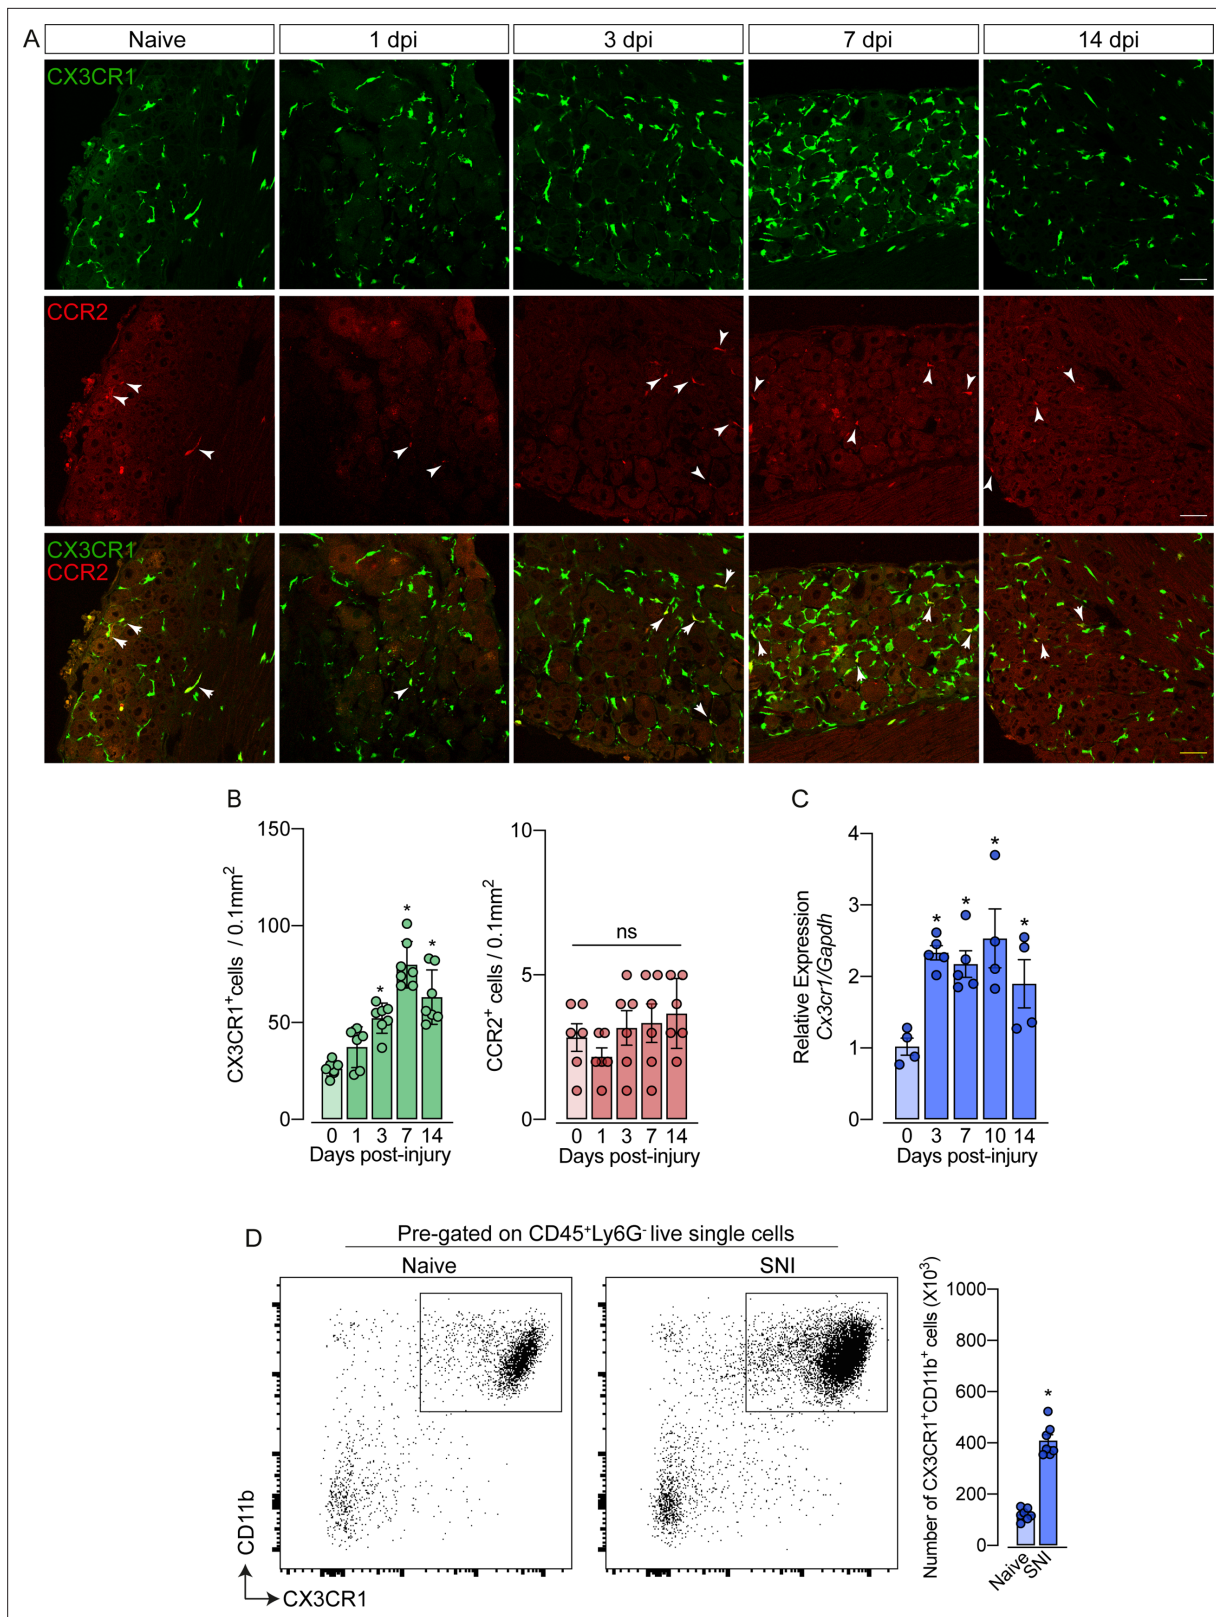 A
Naive
1 dpi
3 dpi
7 dpi
14 dpi
CX3CR1
CCR2
CX3CR1
CCR2
B
150
100
50
0
CX3CR1⁺cells / 0.1mm²
0 1 3 7 14
Days post-injury
10
5
0
CCR2⁺ cells / 0.1mm²
ns
0 1 3 7 14
Days post-injury
C
4
3
2
1
0
Relative Expression
Cx3cr1/Gapdh
0 3 7 10 14
Days post-injury
* * * * * * * *
D
Pre-gated on CD45⁺Ly6G⁻ live single cells
Naive
SNI
CD11b
CX3CR1
Number of CX3CR1⁺CD11b⁺ cells (X10³)
1000
800
600
400
200
0
*
Naive
SNI